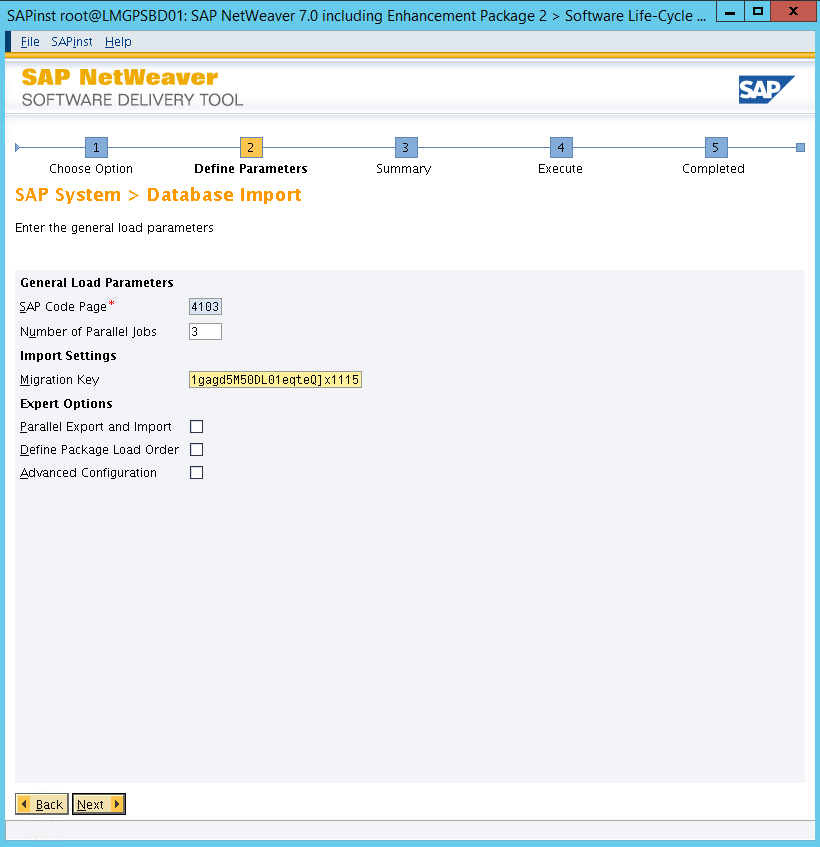 SAPinst root@LMGPSBD01: SAP NetWeaver 7.0 including Enhancement Package 2 > Software Life-Cycle ...
File SAPinst Help
SAP NetWeaver
SOFTWARE DELIVERY TOOL
SAP
1 2 3 4 5
Choose Option Define Parameters Summary Execute Completed
SAP System > Database Import
Enter the general load parameters
General Load Parameters
SAP Code Page* 4103
Number of Parallel Jobs 3
Import Settings
Migration Key 1gagd5M50DL01eqteQ]x1115
Expert Options
Parallel Export and Import
Define Package Load Order
Advanced Configuration
Back Next